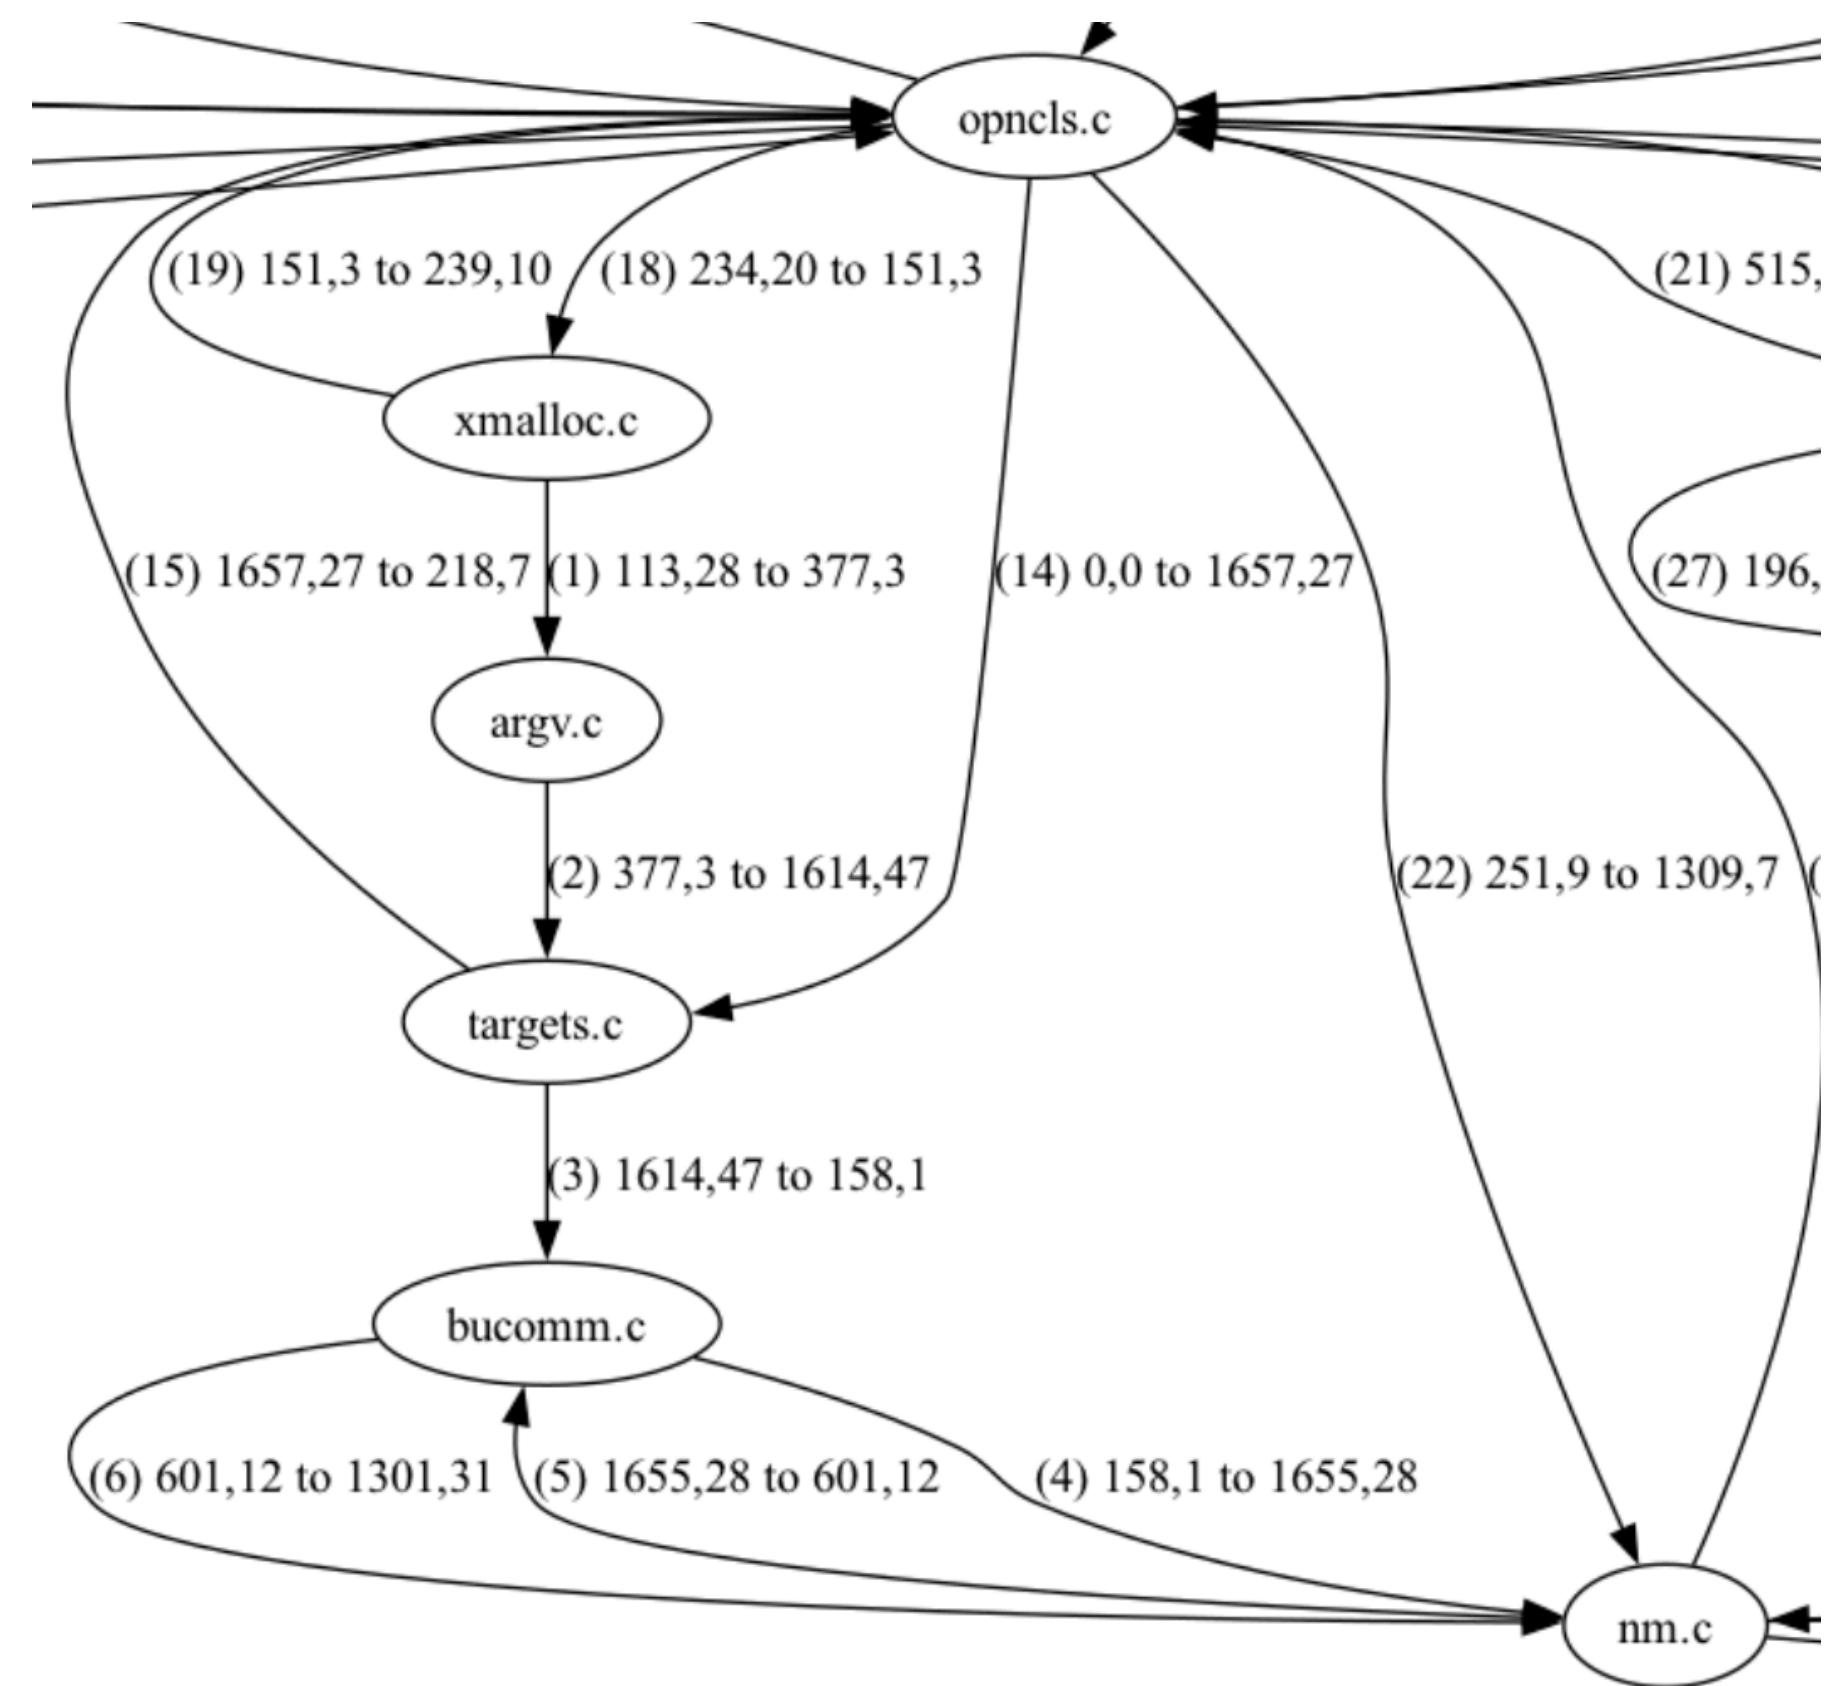 opncls.c
(19) 151,3 to 239,10
(18) 234,20 to 151,3
(21) 515,
xmalloc.c
(15) 1657,27 to 218,7
(1) 113,28 to 377,3
(14) 0,0 to 1657,27
(27) 196,
argv.c
(2) 377,3 to 1614,47
(22) 251,9 to 1309,7
(
targets.c
(3) 1614,47 to 158,1
bucomm.c
(6) 601,12 to 1301,31
(5) 1655,28 to 601,12
(4) 158,1 to 1655,28
nm.c